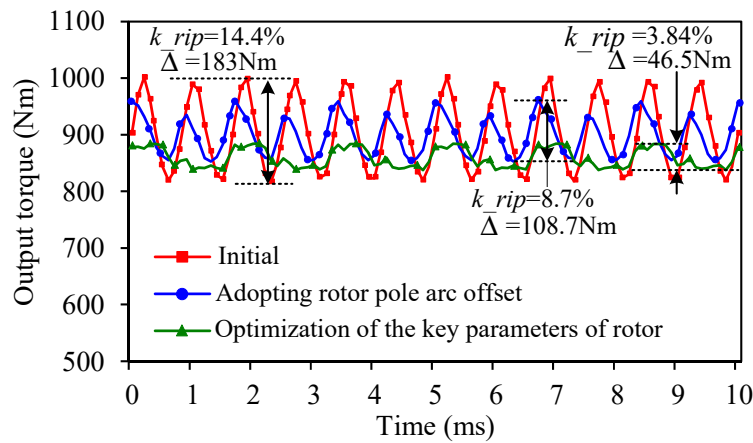 k_rip=14.4%
Δ =183Nm
k_rip=3.84%
Δ =46.5Nm
k_rip=8.7%
Δ =108.7Nm
Initial
Adopting rotor pole arc offset
Optimization of the key parameters of rotor
Output torque (Nm)
1100
1000
900
800
700
600
500
0 1 2 3 4 5 6 7 8 9 10
Time (ms)